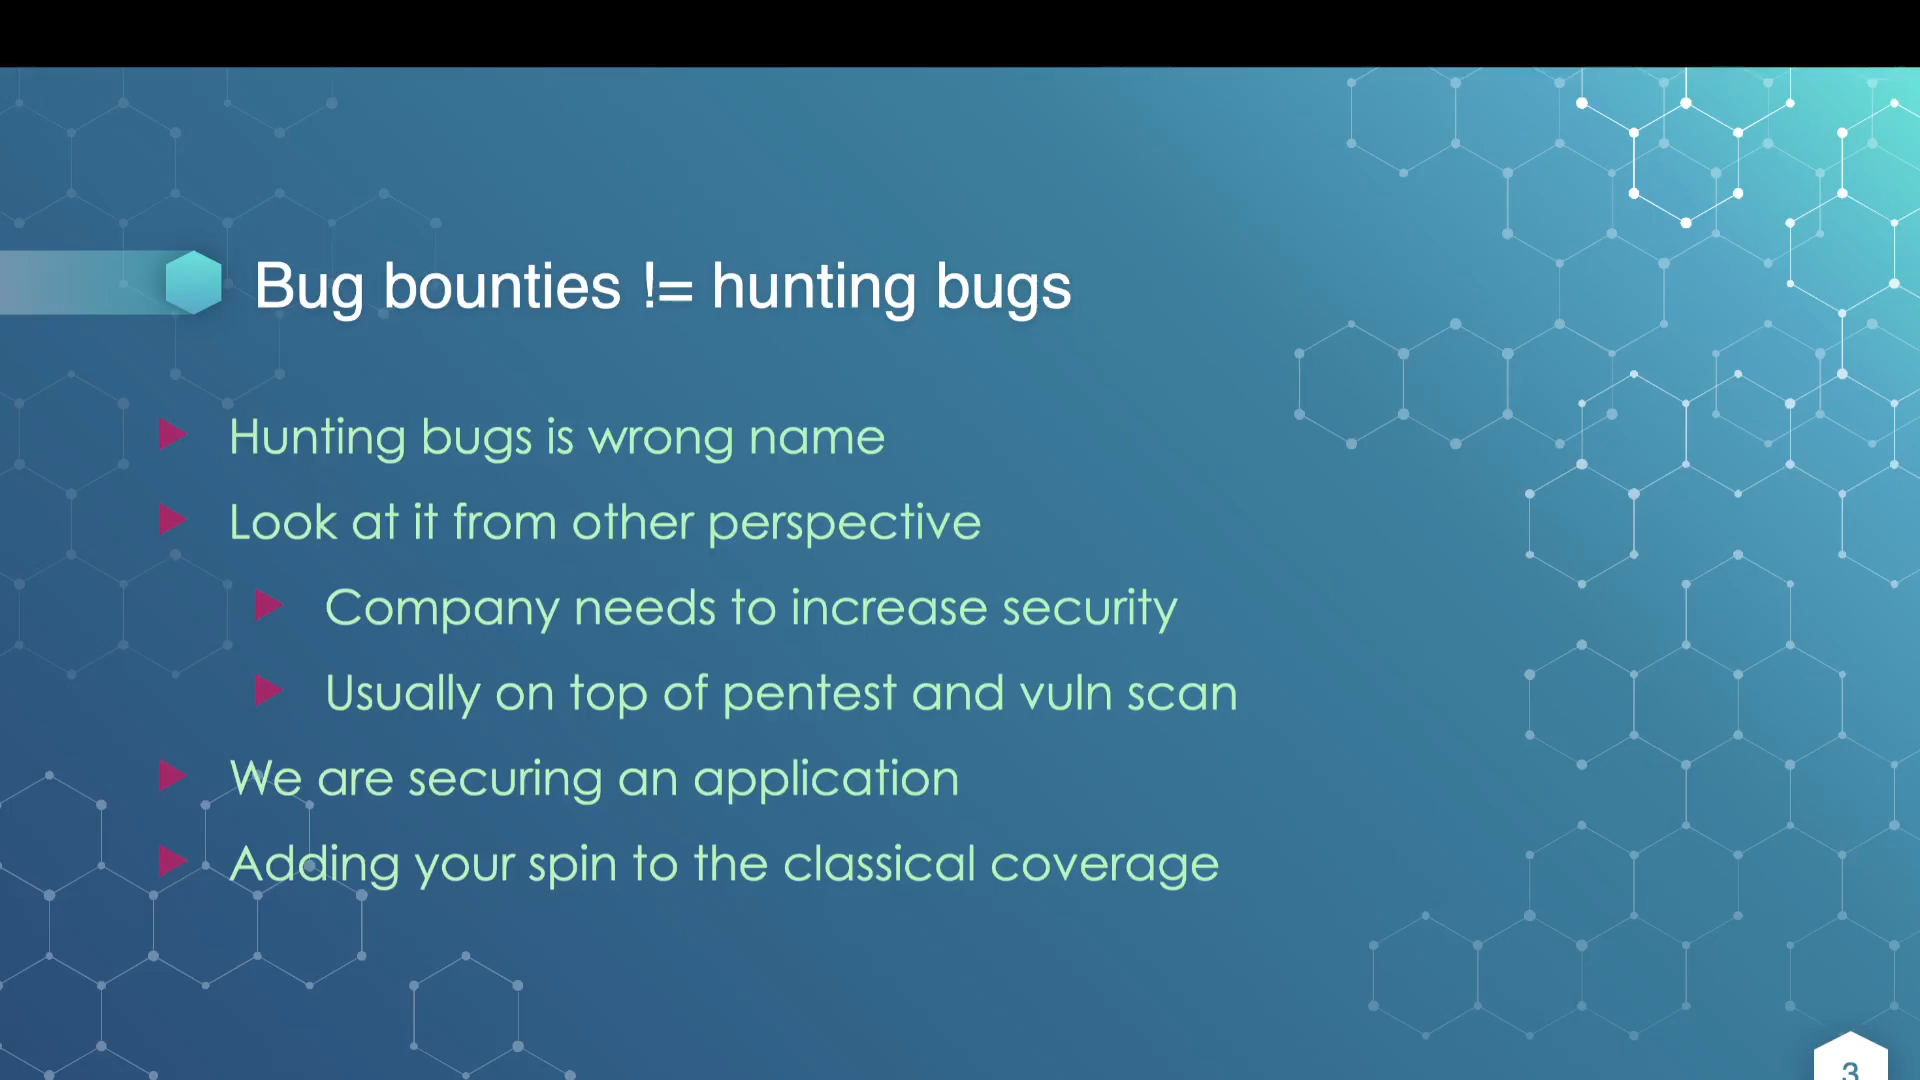 Bug bounties != hunting bugs
Hunting bugs is wrong name
Look at it from other perspective
Company needs to increase security
Usually on top of pentest and vuln scan
We are securing an application
Adding your spin to the classical coverage
3